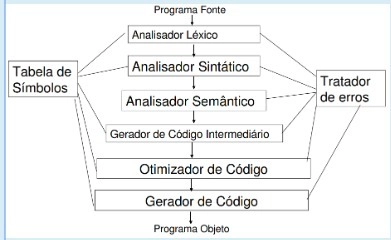 Programa Fonte
Analisador Léxico
Analisador Sintático
Tabela de
Símbolos
Tratador
de erros
Analisador Semântico
Gerador de Código Intermediário
Otimizador de Código
Gerador de Código
Programa Objeto